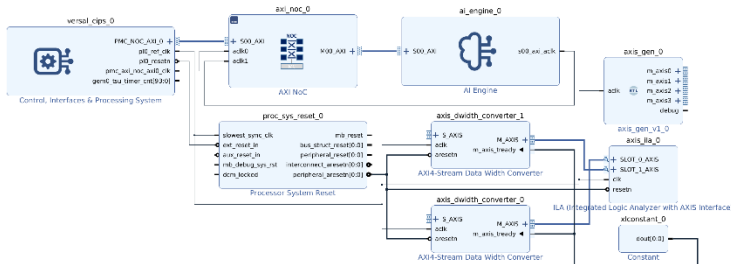 versal_cips_0
PMC_NOC_AXI_0
pl0_ref_clk
pl0_resetn
pmc_axi_noc_axi0_clk
gem0_tsu_timer_cnt[93:0]
Control, Interfaces & Processing System
axi_noc_0
S00_AXI
aclk0
aclk1
M00_AXI
AXI NoC
ai_engine_0
S00_AXI
s00_axi_aclk
AI Engine
axis_gen_0
aclk
m_axis0
m_axis1
m_axis2
m_axis3
debug
axis_gen_v1_0
proc_sys_reset_0
slowest_sync_clk
ext_reset_in
aux_reset_in
mb_debug_sys_rst
dcm_locked
mb_reset
bus_struct_reset[0:0]
peripheral_reset[0:0]
interconnect_aresetn[0:0]
peripheral_aresetn[0:0]
Processor System Reset
axis_dwidth_converter_1
S_AXIS
aclk
aresetn
M_AXIS
m_axis_tready
AXI4-Stream Data Width Converter
axis_dwidth_converter_0
S_AXIS
aclk
aresetn
M_AXIS
m_axis_tready
AXI4-Stream Data Width Converter
axis_ila_0
SLOT_0_AXIS
SLOT_1_AXIS
clk
resetn
ILA (Integrated Logic Analyzer with AXIS Interface
xlconstant_0
dout[0:0]
Constant